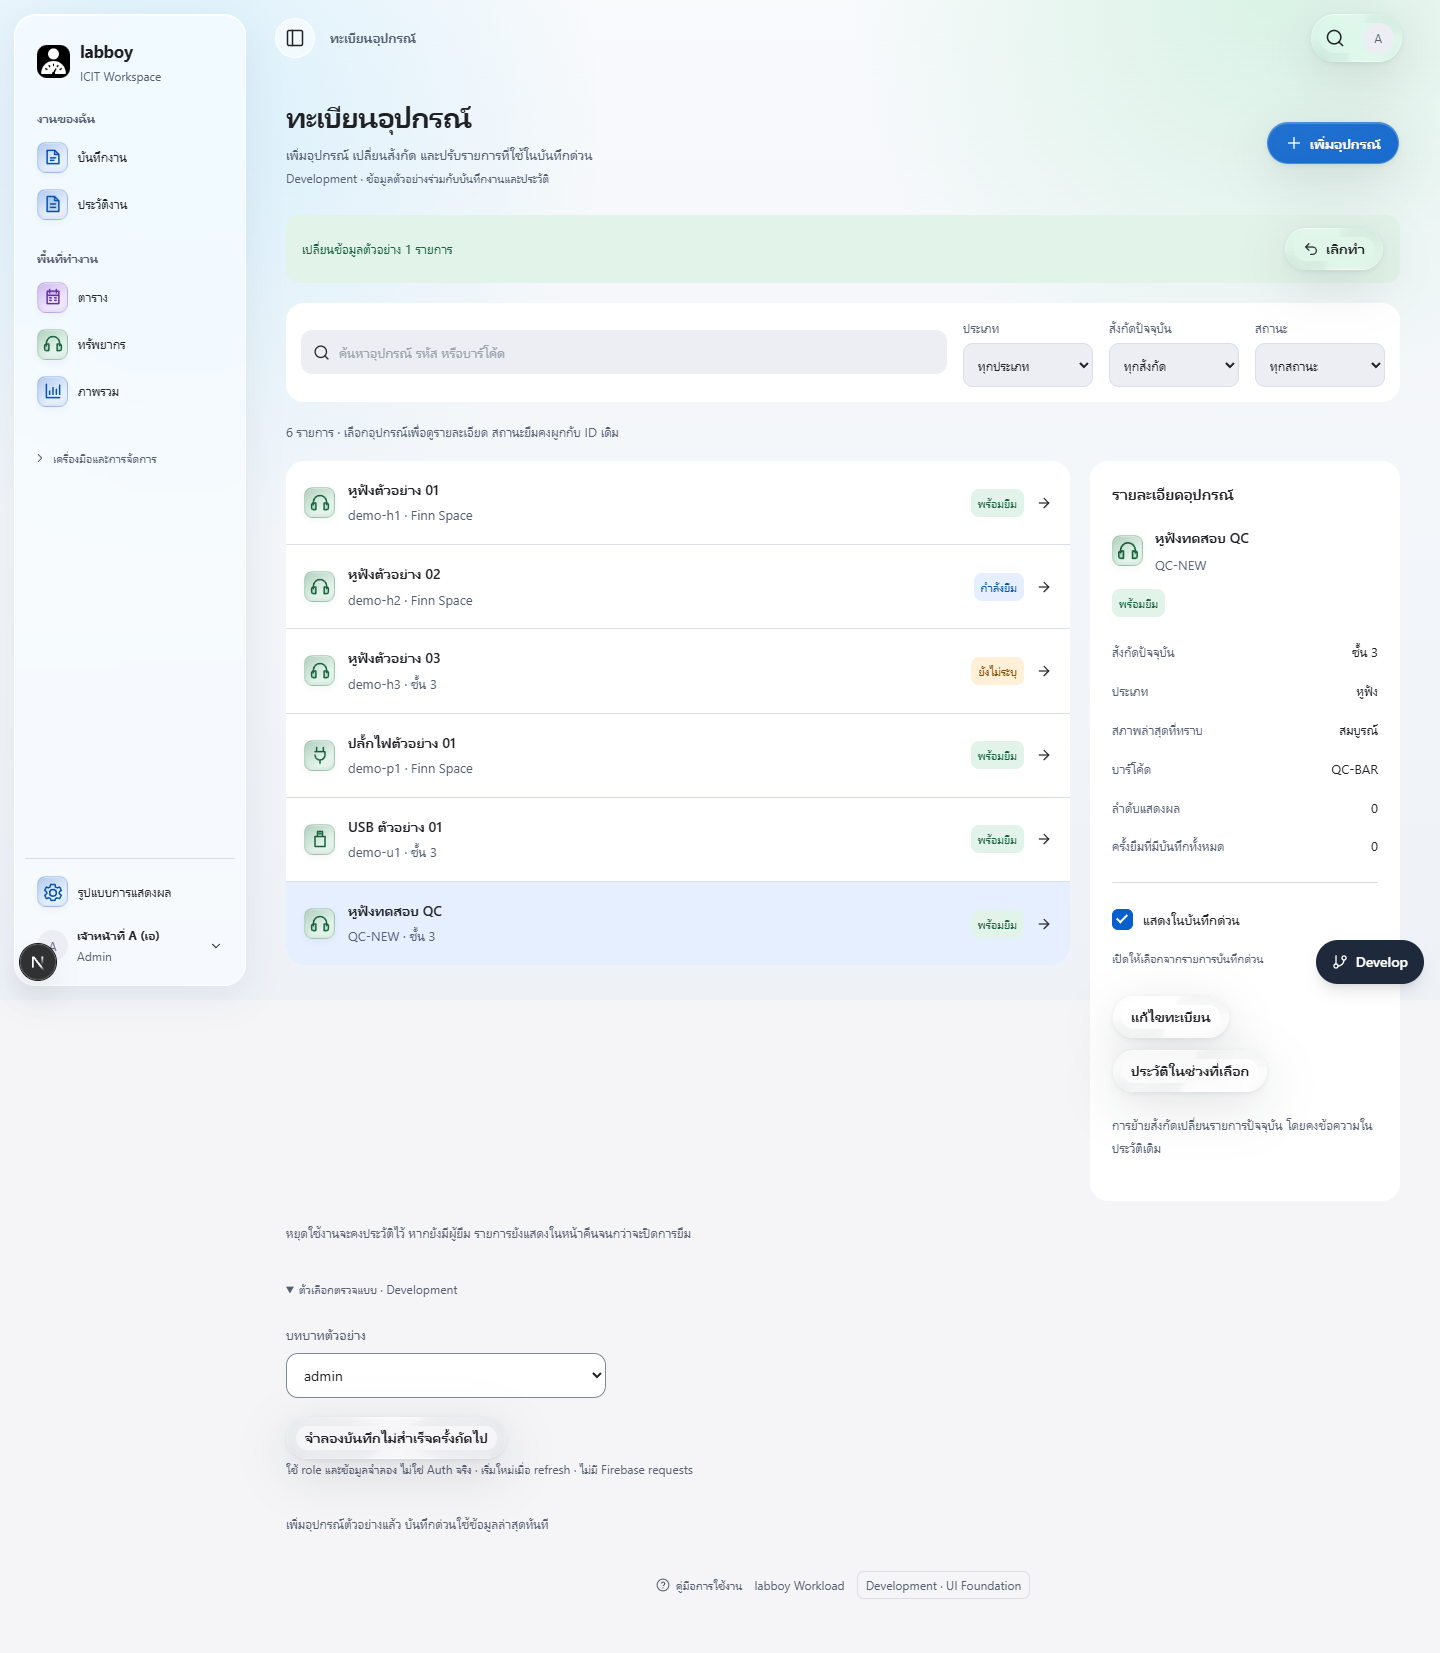 labboy
ICIT Workspace
งานของฉัน
บันทึกงาน
ประวัติงาน
พื้นที่ทำงาน
ตาราง
ทรัพยากร
ภาพรวม
เครื่องมือและการจัดการ
รูปแบบการแสดงผล
เจ้าหน้าที่ A (เอ)
Admin
ทะเบียนอุปกรณ์
A
ทะเบียนอุปกรณ์
เพิ่มอุปกรณ์ เปลี่ยนสังกัด และปรับรายการที่ใช้ในบันทึกด่วน
Development · ข้อมูลตัวอย่างร่วมกับบันทึกงานและประวัติ
เพิ่มอุปกรณ์
เปลี่ยนข้อมูลตัวอย่าง 1 รายการ
เลิกทำ
ค้นหาอุปกรณ์ รหัส หรือบาร์โค้ด
ประเภท
ทุกประเภท
สังกัดปัจจุบัน
ทุกสังกัด
สถานะ
ทุกสถานะ
6 รายการ · เลือกอุปกรณ์เพื่อดูรายละเอียด สถานะยืมคงผูกกับ ID เดิม
หูฟังตัวอย่าง 01
demo-h1 · Finn Space
พร้อมยืม
หูฟังตัวอย่าง 02
demo-h2 · Finn Space
กำลังยืม
หูฟังตัวอย่าง 03
demo-h3 · ชั้น 3
ยังไม่ระบุ
ปลั๊กไฟตัวอย่าง 01
demo-p1 · Finn Space
พร้อมยืม
USB ตัวอย่าง 01
demo-u1 · ชั้น 3
พร้อมยืม
หูฟังทดสอบ QC
QC-NEW · ชั้น 3
พร้อมยืม
รายละเอียดอุปกรณ์
หูฟังทดสอบ QC
QC-NEW
พร้อมยืม
สังกัดปัจจุบัน ชั้น 3
ประเภท หูฟัง
สภาพล่าสุดที่ทราบ สมบูรณ์
บาร์โค้ด QC-BAR
ลำดับแสดงผล 0
ครั้งยืมที่มีบันทึกทั้งหมด 0
แสดงในบันทึกด่วน
เปิดให้เลือกจากรายการบันทึกด่วน
Develop
แก้ไขทะเบียน
ประวัติในช่วงที่เลือก
การย้ายสังกัดเปลี่ยนรายการปัจจุบัน โดยคงข้อความใน
ประวัติเดิม
หยุดใช้งานจะคงประวัติไว้ หากยังมีผู้ยืม รายการยังแสดงในหน้าคืนจนกว่าจะปิดการยืม
ตัวเลือกตรวจแบบ · Development
บทบาทตัวอย่าง
admin
จำลองบันทึกไม่สำเร็จครั้งถัดไป
ใช้ role และข้อมูลจำลอง ไม่ใช่ Auth จริง · เริ่มใหม่เมื่อ refresh · ไม่มี Firebase requests
เพิ่มอุปกรณ์ตัวอย่างแล้ว บันทึกด่วนใช้ข้อมูลล่าสุดทันที
คู่มือการใช้งาน labboy Workload Development · UI Foundation